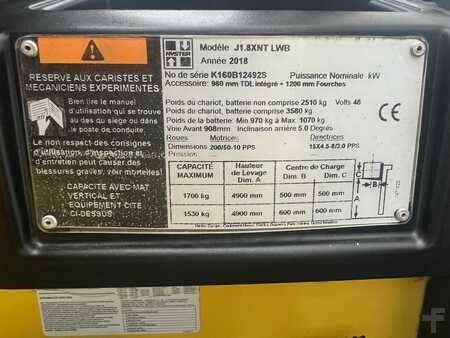 HYSTER
Modèle J1.8XNT LWB
Année 2018
No de série K160B12492S Puissance Nominale kW
Accessoire: 980 mm TDL intégré + 1200 mm Fourches
RESERVE AUX CARISTES ET
MECANICIENS EXPERIMENTES
Bien lire le manuel
d'utilisation qui se trouve
au dos du siège ou dans
le poste de conduite.
Le non respect des consignes
d'utilisation, d'inspection et
d'entretien peut causer des
blessures graves, voir mortelles!
CAPACITE AVEC MAT
VERTICAL ET
EQUIPEMENT CITE
CI-DESSUS
Poids du chariot, batterie non comprise 2510 kg Volts 48
Poids du chariot, batterie comprise 3580 kg
Poids de la batterie: Min 970 kg à Max 1070 kg
Voie Avant 908mm Inclinaison arrière 5.0 Degrés
Pneus: Motrices Directrices
Dimensions 200/50-10 PPS 15X4.5-8/3.0 PPS
Pression
CAPACITÉ MAXIMUM
Hauteur de Levage Dim. A
Centre de Charge Dim. B Dim. C
1700 kg 4900 mm 500 mm 500 mm
1530 kg 4900 mm 600 mm 600 mm
C
B
A
CE